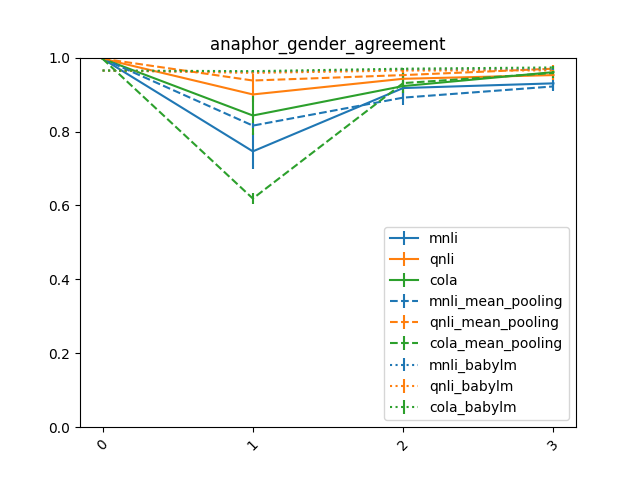 anaphor_gender_agreement
1.0
0.8
0.6
0.4
0.2
0.0
0
1
2
3
mnli
qnli
cola
mnli_mean_pooling
qnli_mean_pooling
cola_mean_pooling
mnli_babylm
qnli_babylm
cola_babylm